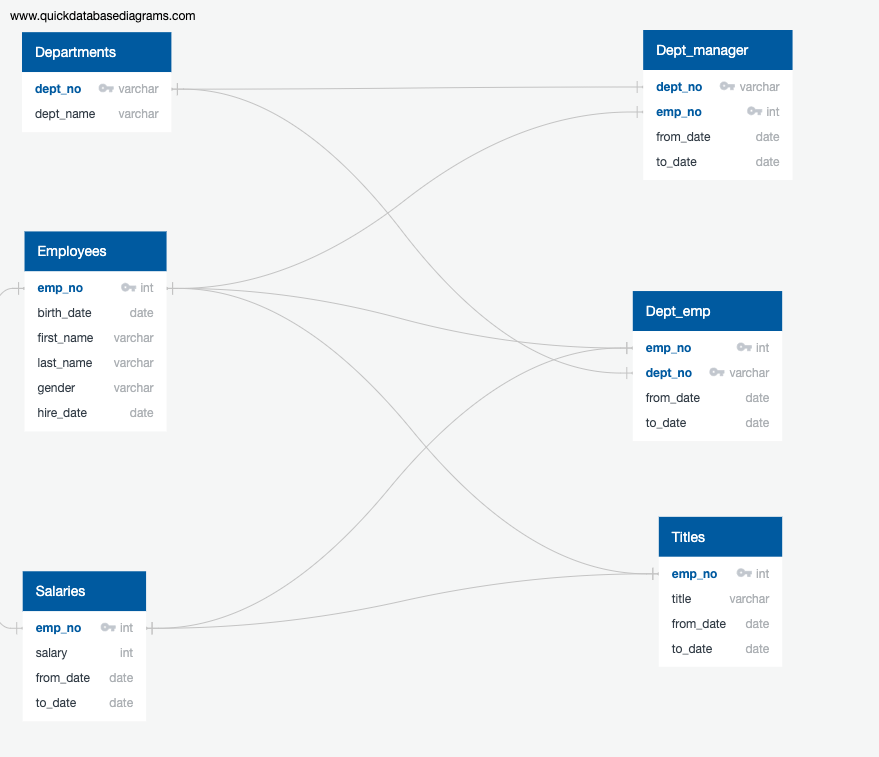 www.quickdatabasediagrams.com
Departments
dept_no varchar
dept_name varchar
Dept_manager
dept_no varchar
emp_no int
from_date date
to_date date
Employees
emp_no int
birth_date date
first_name varchar
last_name varchar
gender varchar
hire_date date
Dept_emp
emp_no int
dept_no varchar
from_date date
to_date date
Salaries
emp_no int
salary int
from_date date
to_date date
Titles
emp_no int
title varchar
from_date date
to_date date